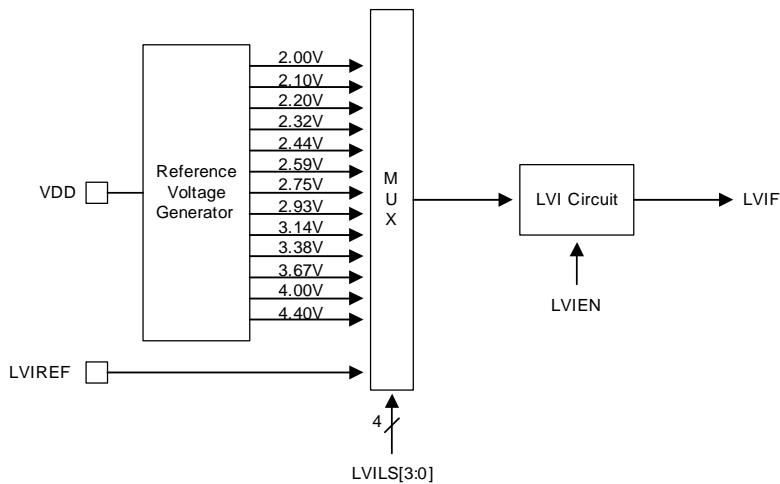 2.00V
2.10V
2.20V
2.32V
2.44V
2.59V
2.75V
2.93V
3.14V
3.38V
3.67V
4.00V
4.40V
VDD
Reference
Voltage
Generator
M
U
X
LVI Circuit
LVIF
LVIEN
LVIREF
4
LVILS[3:0]